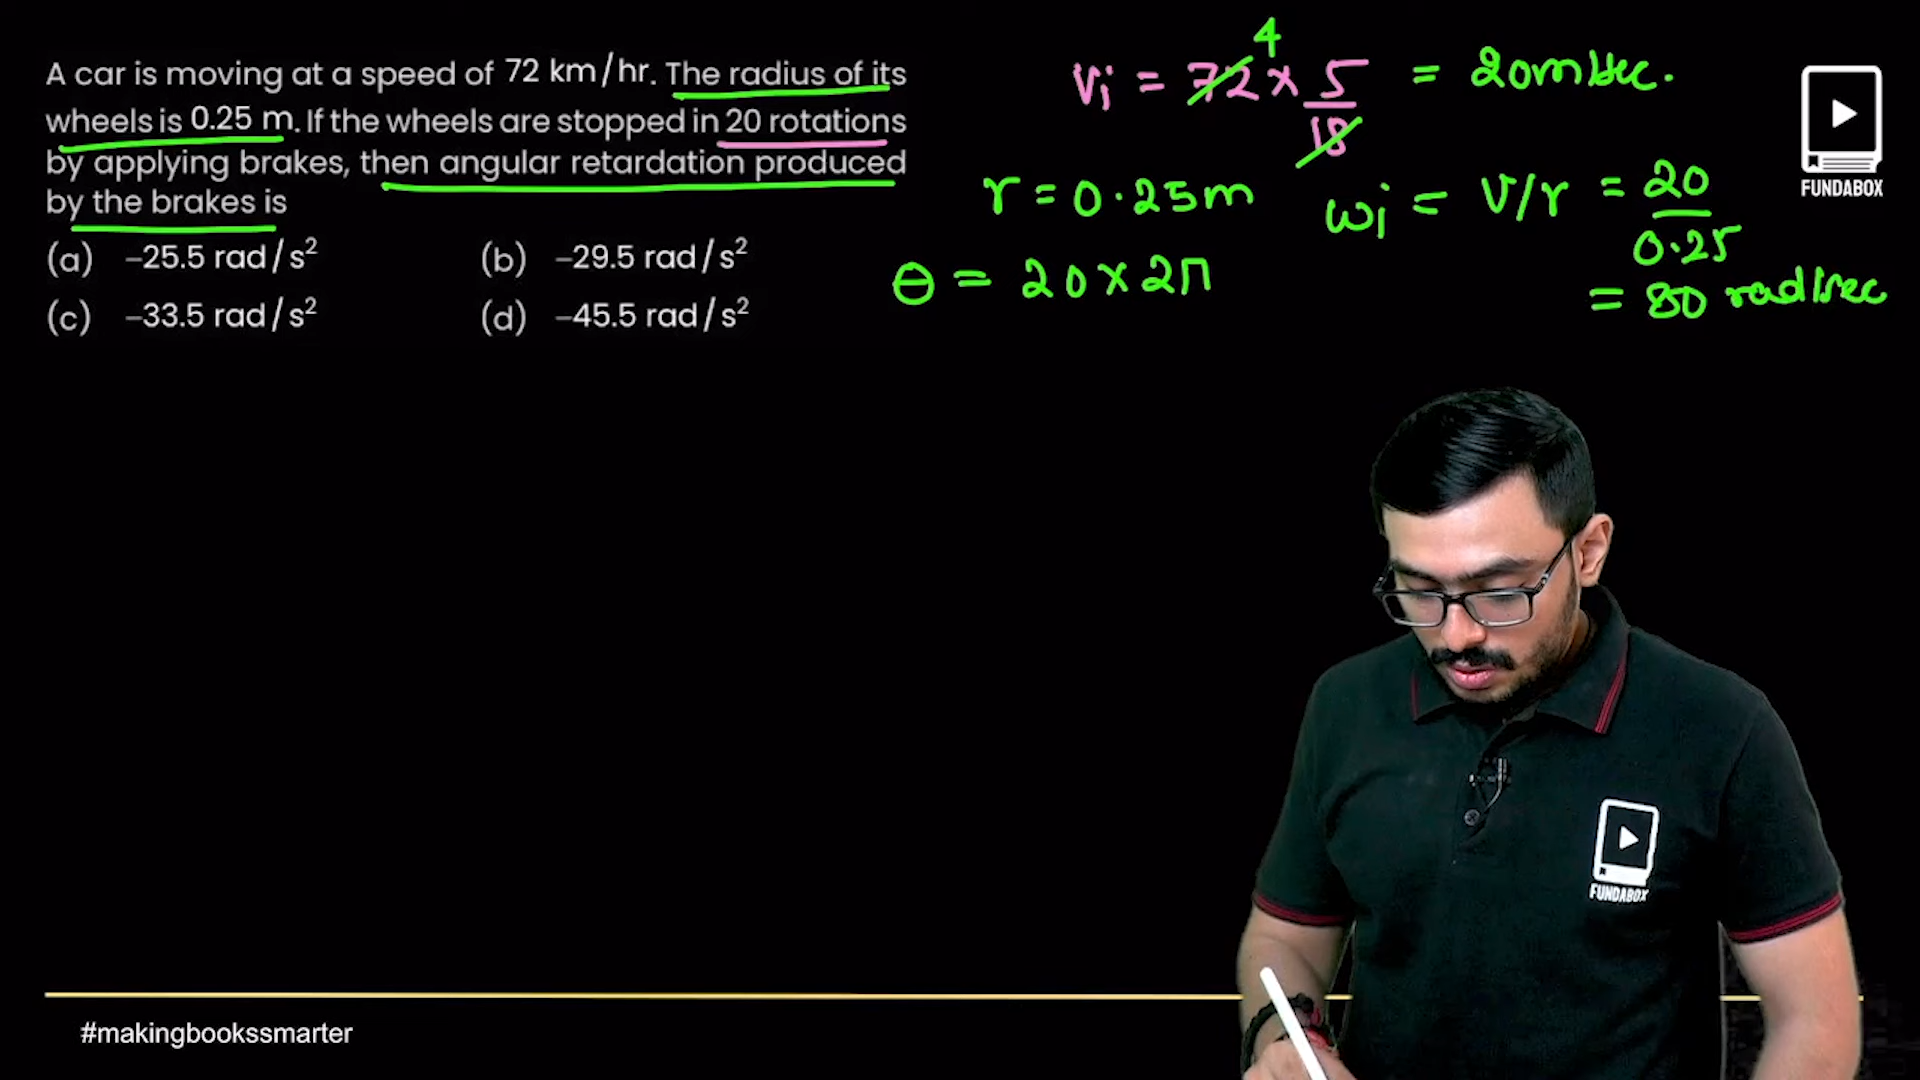 A car is moving at a speed of 72 km/hr. The radius of its
wheels is 0.25 m. If the wheels are stopped in 20 rotations
by applying brakes, then angular retardation produced
by the brakes is
(a) –25.5 rad/s² (b) –29.5 rad/s²
(c) –33.5 rad/s² (d) –45.5 rad/s²
4
Vi = 72 × 5/18 = 20m/sec.
r = 0.25m
ωi = V/r = 20/0.25
= 80 rad/sec
θ = 20 × 2π
FUNDABOX
FUNDABOX
#makingbookssmarter